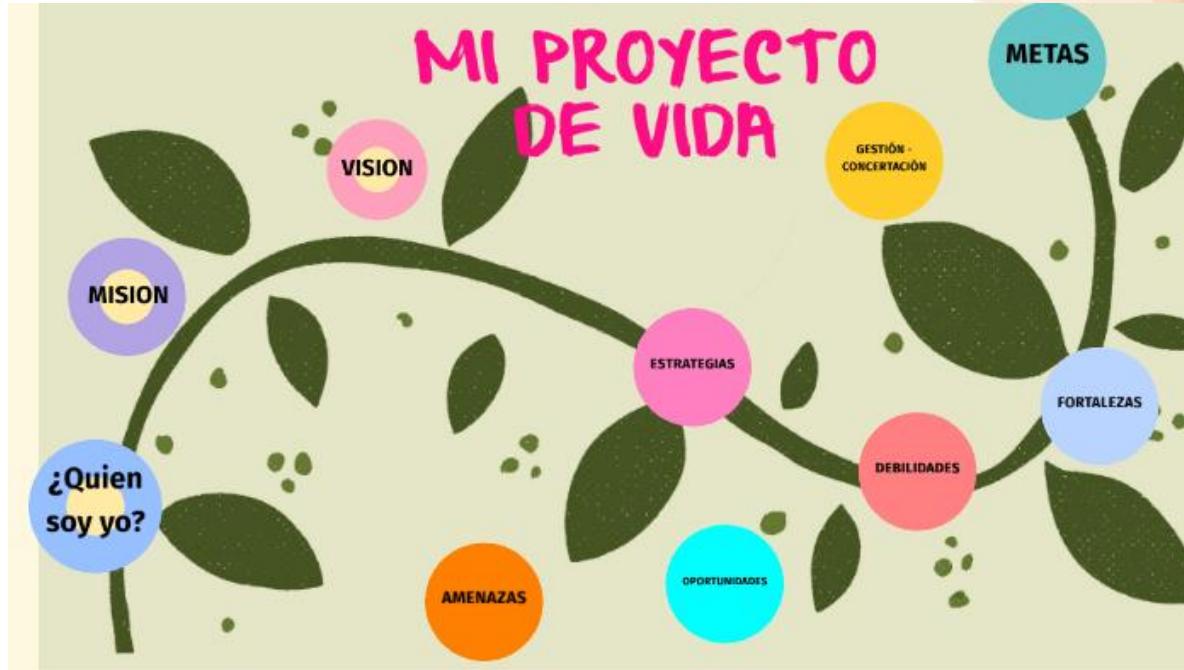 MI PROYECTO
DE VIDA
METAS
GESTIÓN -
CONCERTACIÓN
VISION
MISION
ESTRATEGIAS
FORTALEZAS
DEBILIDADES
¿Quien
soy yo?
OPORTUNIDADES
AMENAZAS